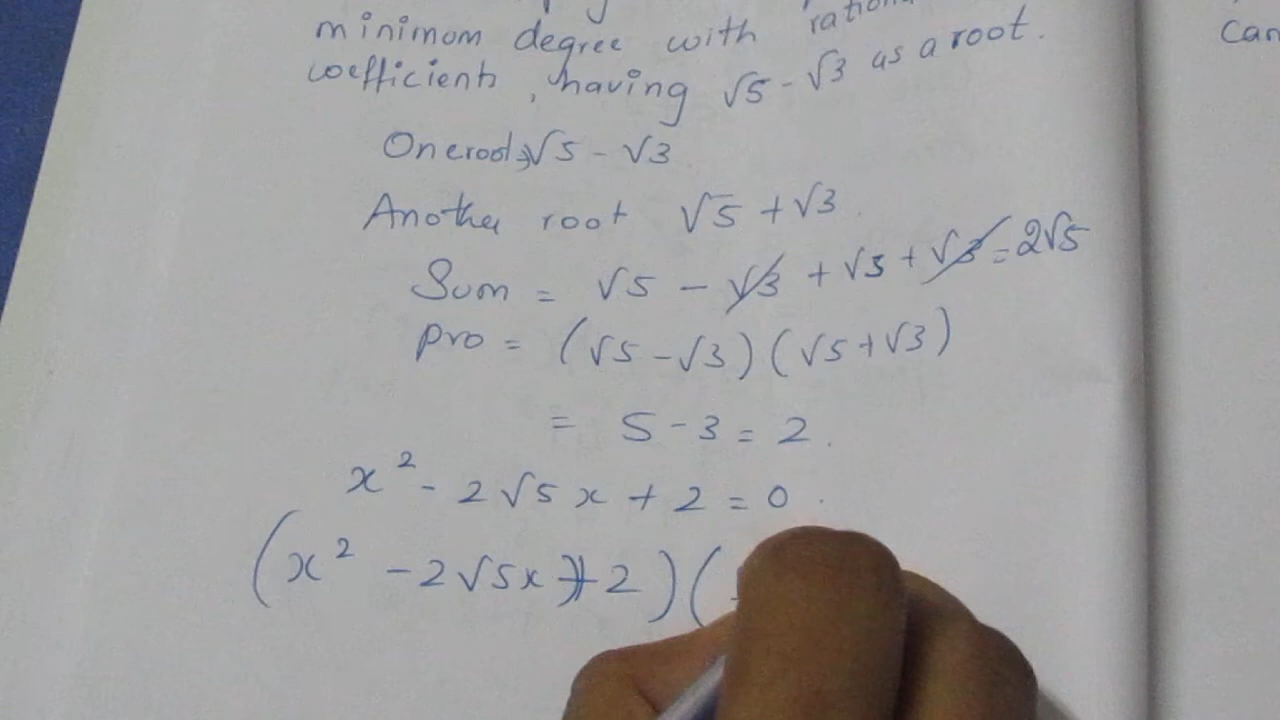 minimum degree with
coefficients, having √5 - √3 as a root.
One root √5 - √3
Another root √5 + √3.
Sum = √5 - √3 + √5 + √3 = 2√5
pro = (√5 - √3) (√5 + √3)
= 5 - 3 = 2.
x² - 2√5 x + 2 = 0.
(x² - 2√5x + 2) (